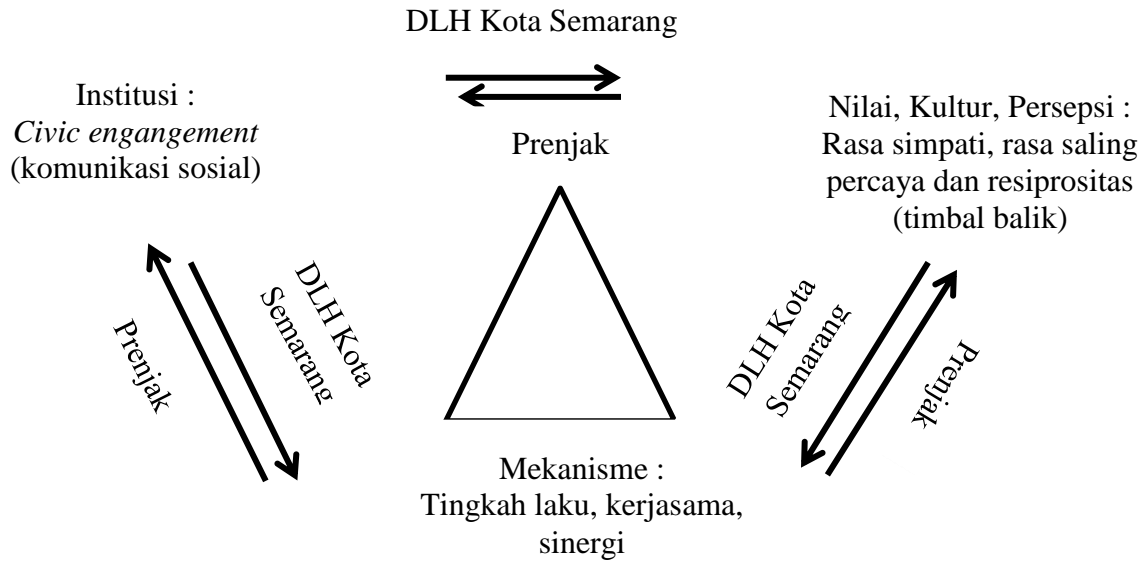 DLH Kota Semarang
Institusi :
Civic engangement
(komunikasi sosial)
Prenjak
Nilai, Kultur, Persepsi :
Rasa simpati, rasa saling
percaya dan resiprositas
(timbal balik)
Prenjak
DLH Kota
Semarang
DLH Kota
Semarang
Prenjak
Mekanisme :
Tingkah laku, kerjasama,
sinergi